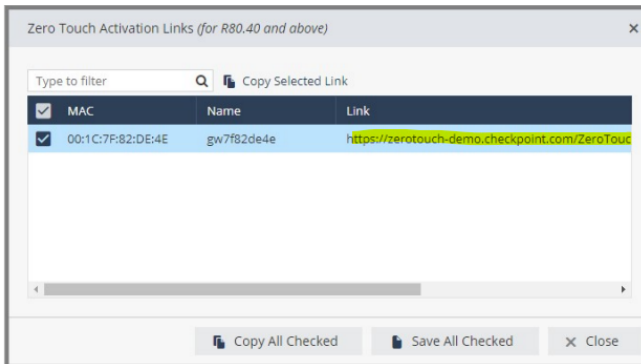 Zero Touch Activation Links (for R80.40 and above)
Type to filter Copy Selected Link
MAC Name Link
00:1C:7F:82:DE:4E gw7f82de4e https://zerotouch-demo.checkpoint.com/ZeroTouc
Copy All Checked Save All Checked Close